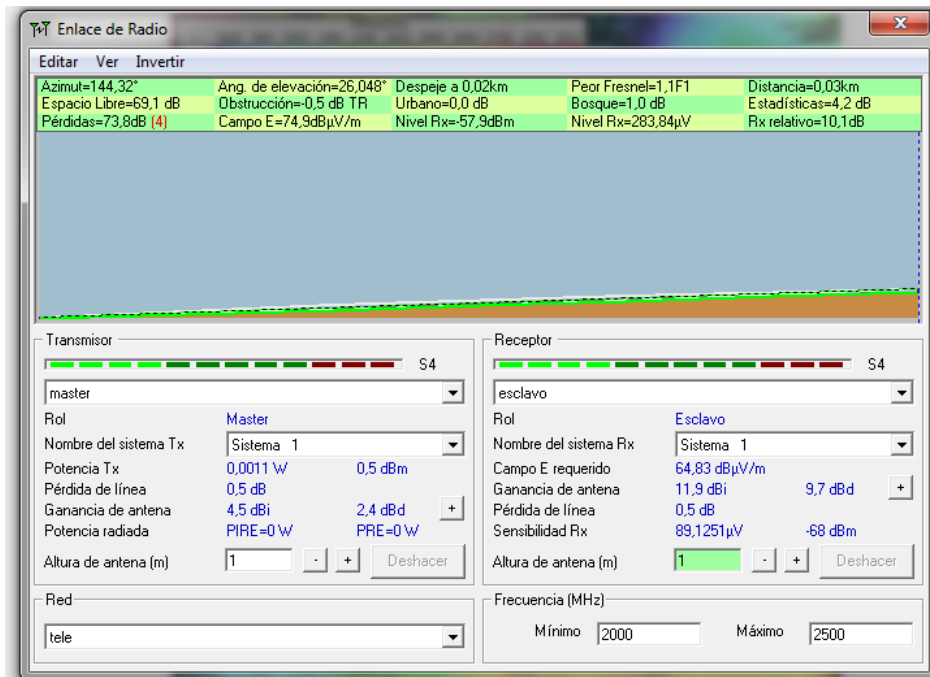 Enlace de Radio
Editar Ver Invertir
Azimut=144,32° Ang. de elevación=26,048° Despeje a 0,02km Peor Fresnel=1,1F1 Distancia=0,03km
Espacio Libre=69,1 dB Obstrucción=-0,5 dB TR Urbano=0,0 dB Bosque=1,0 dB Estadísticas=4,2 dB
Pérdidas=73,8dB (4) Campo E=74,9dBμV/m Nivel Rx=-57,9dBm Nivel Rx=283,84μV Rx relativo=10,1dB
Transmisor
S4
master
Rol Master
Nombre del sistema Tx Sistema 1
Potencia Tx 0,0011 W 0,5 dBm
Pérdida de línea 0,5 dB
Ganancia de antena 4,5 dBi 2,4 dBd +
Potencia radiada PIRE=0 W PRE=0 W
Altura de antena (m) 1 - + Deshacer
Receptor
S4
esclavo
Rol Esclavo
Nombre del sistema Rx Sistema 1
Campo E requerido 64,83 dBμV/m
Ganancia de antena 11,9 dBi 9,7 dBd +
Pérdida de línea 0,5 dB
Sensibilidad Rx 89,1251μV -68 dBm
Altura de antena (m) 1 - + Deshacer
Red
tele
Frecuencia (MHz)
Mínimo 2000 Máximo 2500